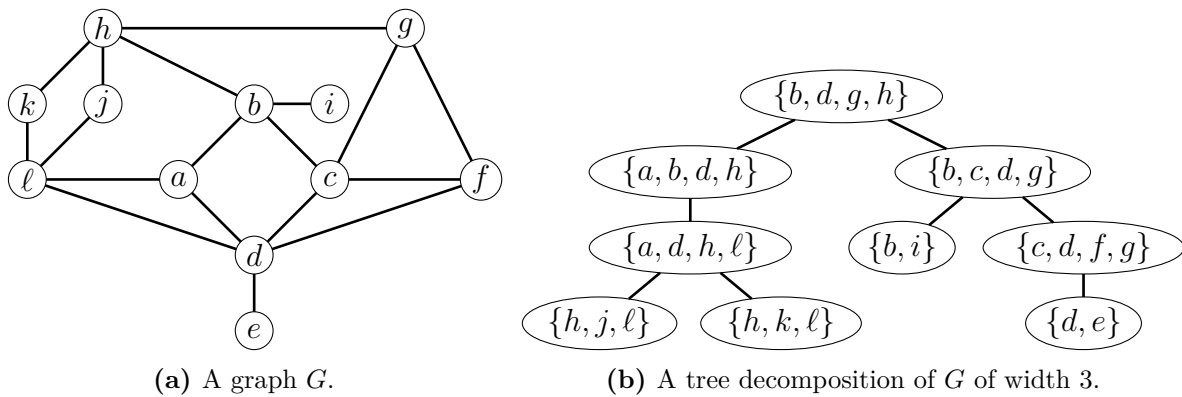 h g
{b, d, g, h}
k j b i
{a, b, d, h} {b, c, d, g}
ℓ a c f
{a, d, h, ℓ} {b, i} {c, d, f, g}
d
{h, j, ℓ} {h, k, ℓ} {d, e}
e
(a) A graph G.
(b) A tree decomposition of G of width 3.